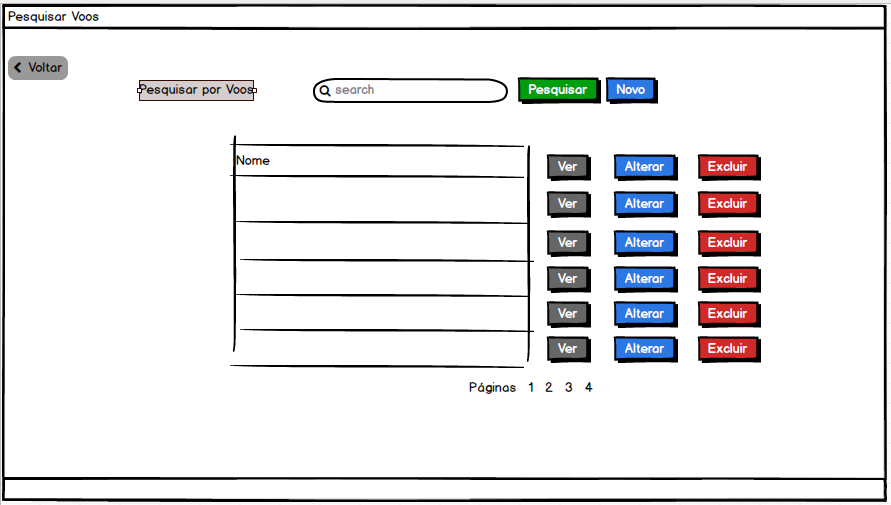 Pesquisar Voos
Voltar
Pesquisar por Voos search Pesquisar Novo
Nome Ver Alterar Excluir
Ver Alterar Excluir
Ver Alterar Excluir
Ver Alterar Excluir
Ver Alterar Excluir
Ver Alterar Excluir
Páginas 1 2 3 4